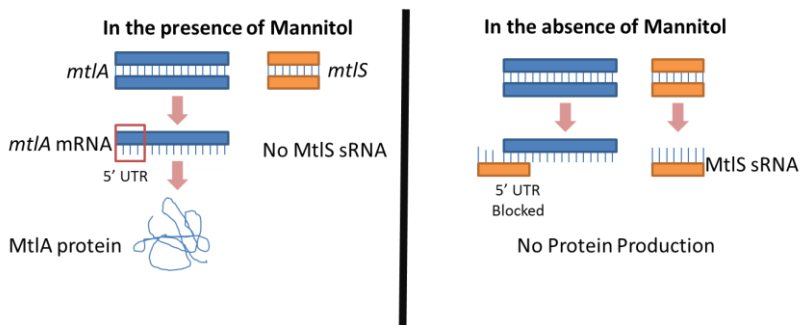 In the presence of Mannitol
mtlA
mtlS
mtlA mRNA
No MtlS sRNA
5' UTR
MtlA protein
In the absence of Mannitol
MtlS sRNA
5' UTR
Blocked
No Protein Production